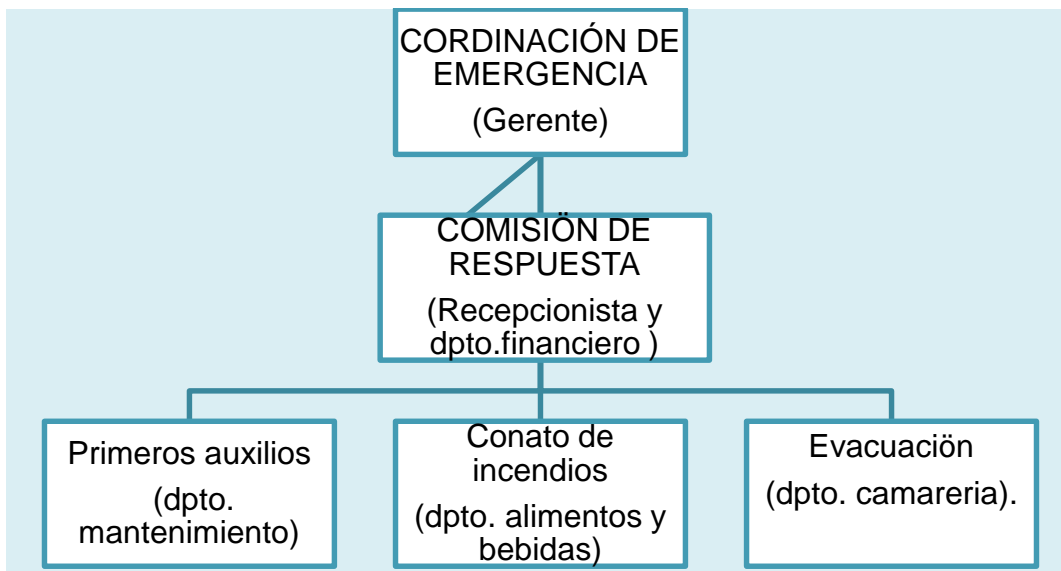 CORDINACIÓN DE
EMERGENCIA
(Gerente)
COMISIÖN DE
RESPUESTA
(Recepcionista y
dpto.financiero )
Primeros auxilios
(dpto.
mantenimiento)
Conato de
incendios
(dpto. alimentos y
bebidas)
Evacuaciön
(dpto. camareria).